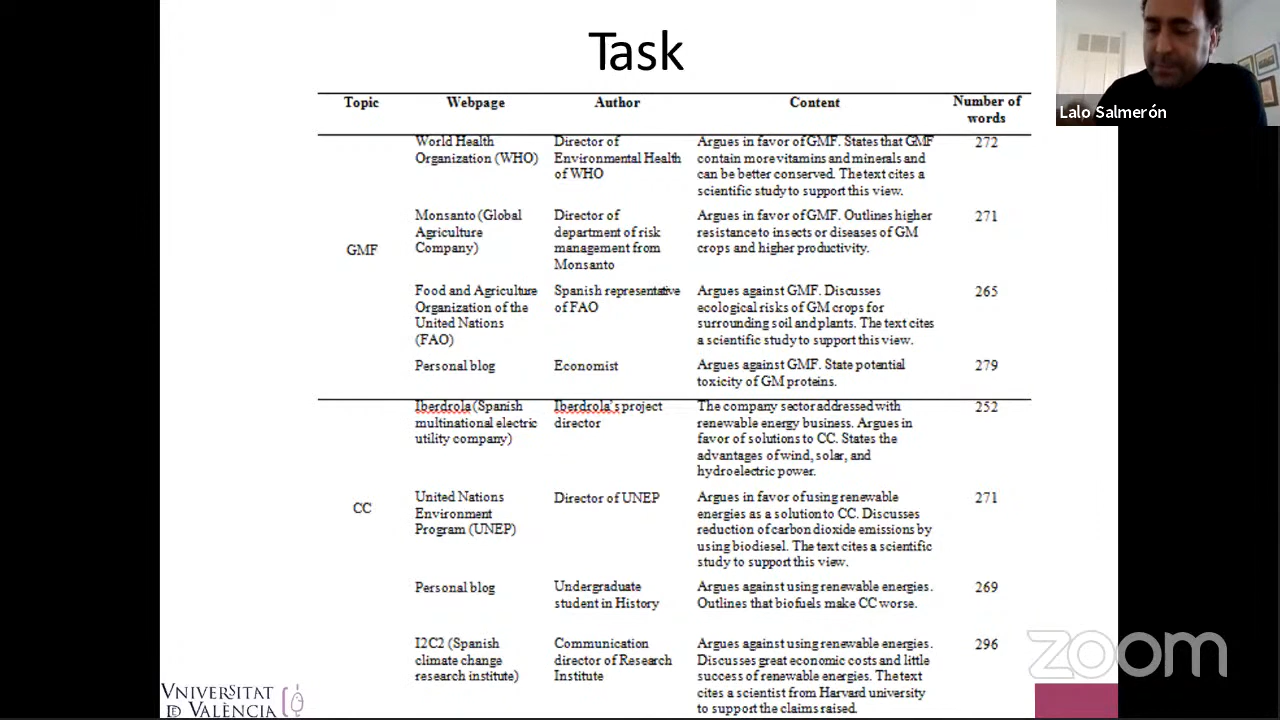 Task
Topic Webpage Author Content Number of
words
GMF
World Health
Organization (WHO)
Director of
Environmental Health
of WHO
Argues in favor of GMF. States that GMF
contain more vitamins and minerals and
can be better conserved. The text cites a
scientific study to support this view.
272
Monsanto (Global
Agriculture
Company)
Director of
department of risk
management from
Monsanto
Argues in favor of GMF. Outlines higher
resistance to insects or diseases of GM
crops and higher productivity.
271
Food and Agriculture
Organization of the
United Nations
(FAO)
Spanish representative
of FAO
Argues against GMF. Discusses
ecological risks of GM crops for
surrounding soil and plants. The text cites
a scientific study to support this view.
265
Personal blog
Economist
Argues against GMF. State potential
toxicity of GM proteins.
279
CC
Iberdrola (Spanish
multinational electric
utility company)
Iberdrola's project
director
The company sector addressed with
renewable energy business. Argues in
favor of solutions to CC. States the
advantages of wind, solar, and
hydroelectric power.
252
United Nations
Environment
Program (UNEP)
Director of UNEP
Argues in favor of using renewable
energies as a solution to CC. Discusses
reduction of carbon dioxide emissions by
using biodiesel. The text cites a scientific
study to support this view.
271
Personal blog
Undergraduate
student in History
Argues against using renewable energies.
Outlines that biofuels make CC worse.
269
I2C2 (Spanish
climate change
research institute)
Communication
director of Research
Institute
Argues against using renewable energies.
Discusses great economic costs and little
success of renewable energies. The text
cites a scientist from Harvard university
to support the claims raised.
296
VNIVERSITAT
DE VALÈNCIA
Lalo Salmerón
zoom